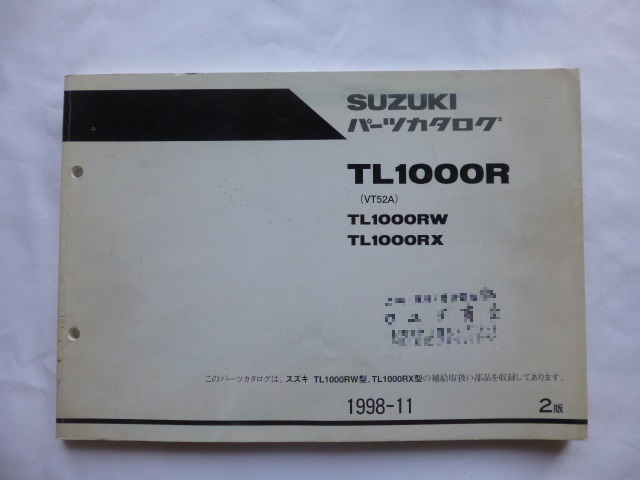 SUZUKI
パーツカタログ
TL1000R
(VT52A)
TL1000RW
TL1000RX
このパーツカタログは、スズキ TL1000RW型、TL1000RX型の補給取扱い部品を収録してあります。
1998-11
2版